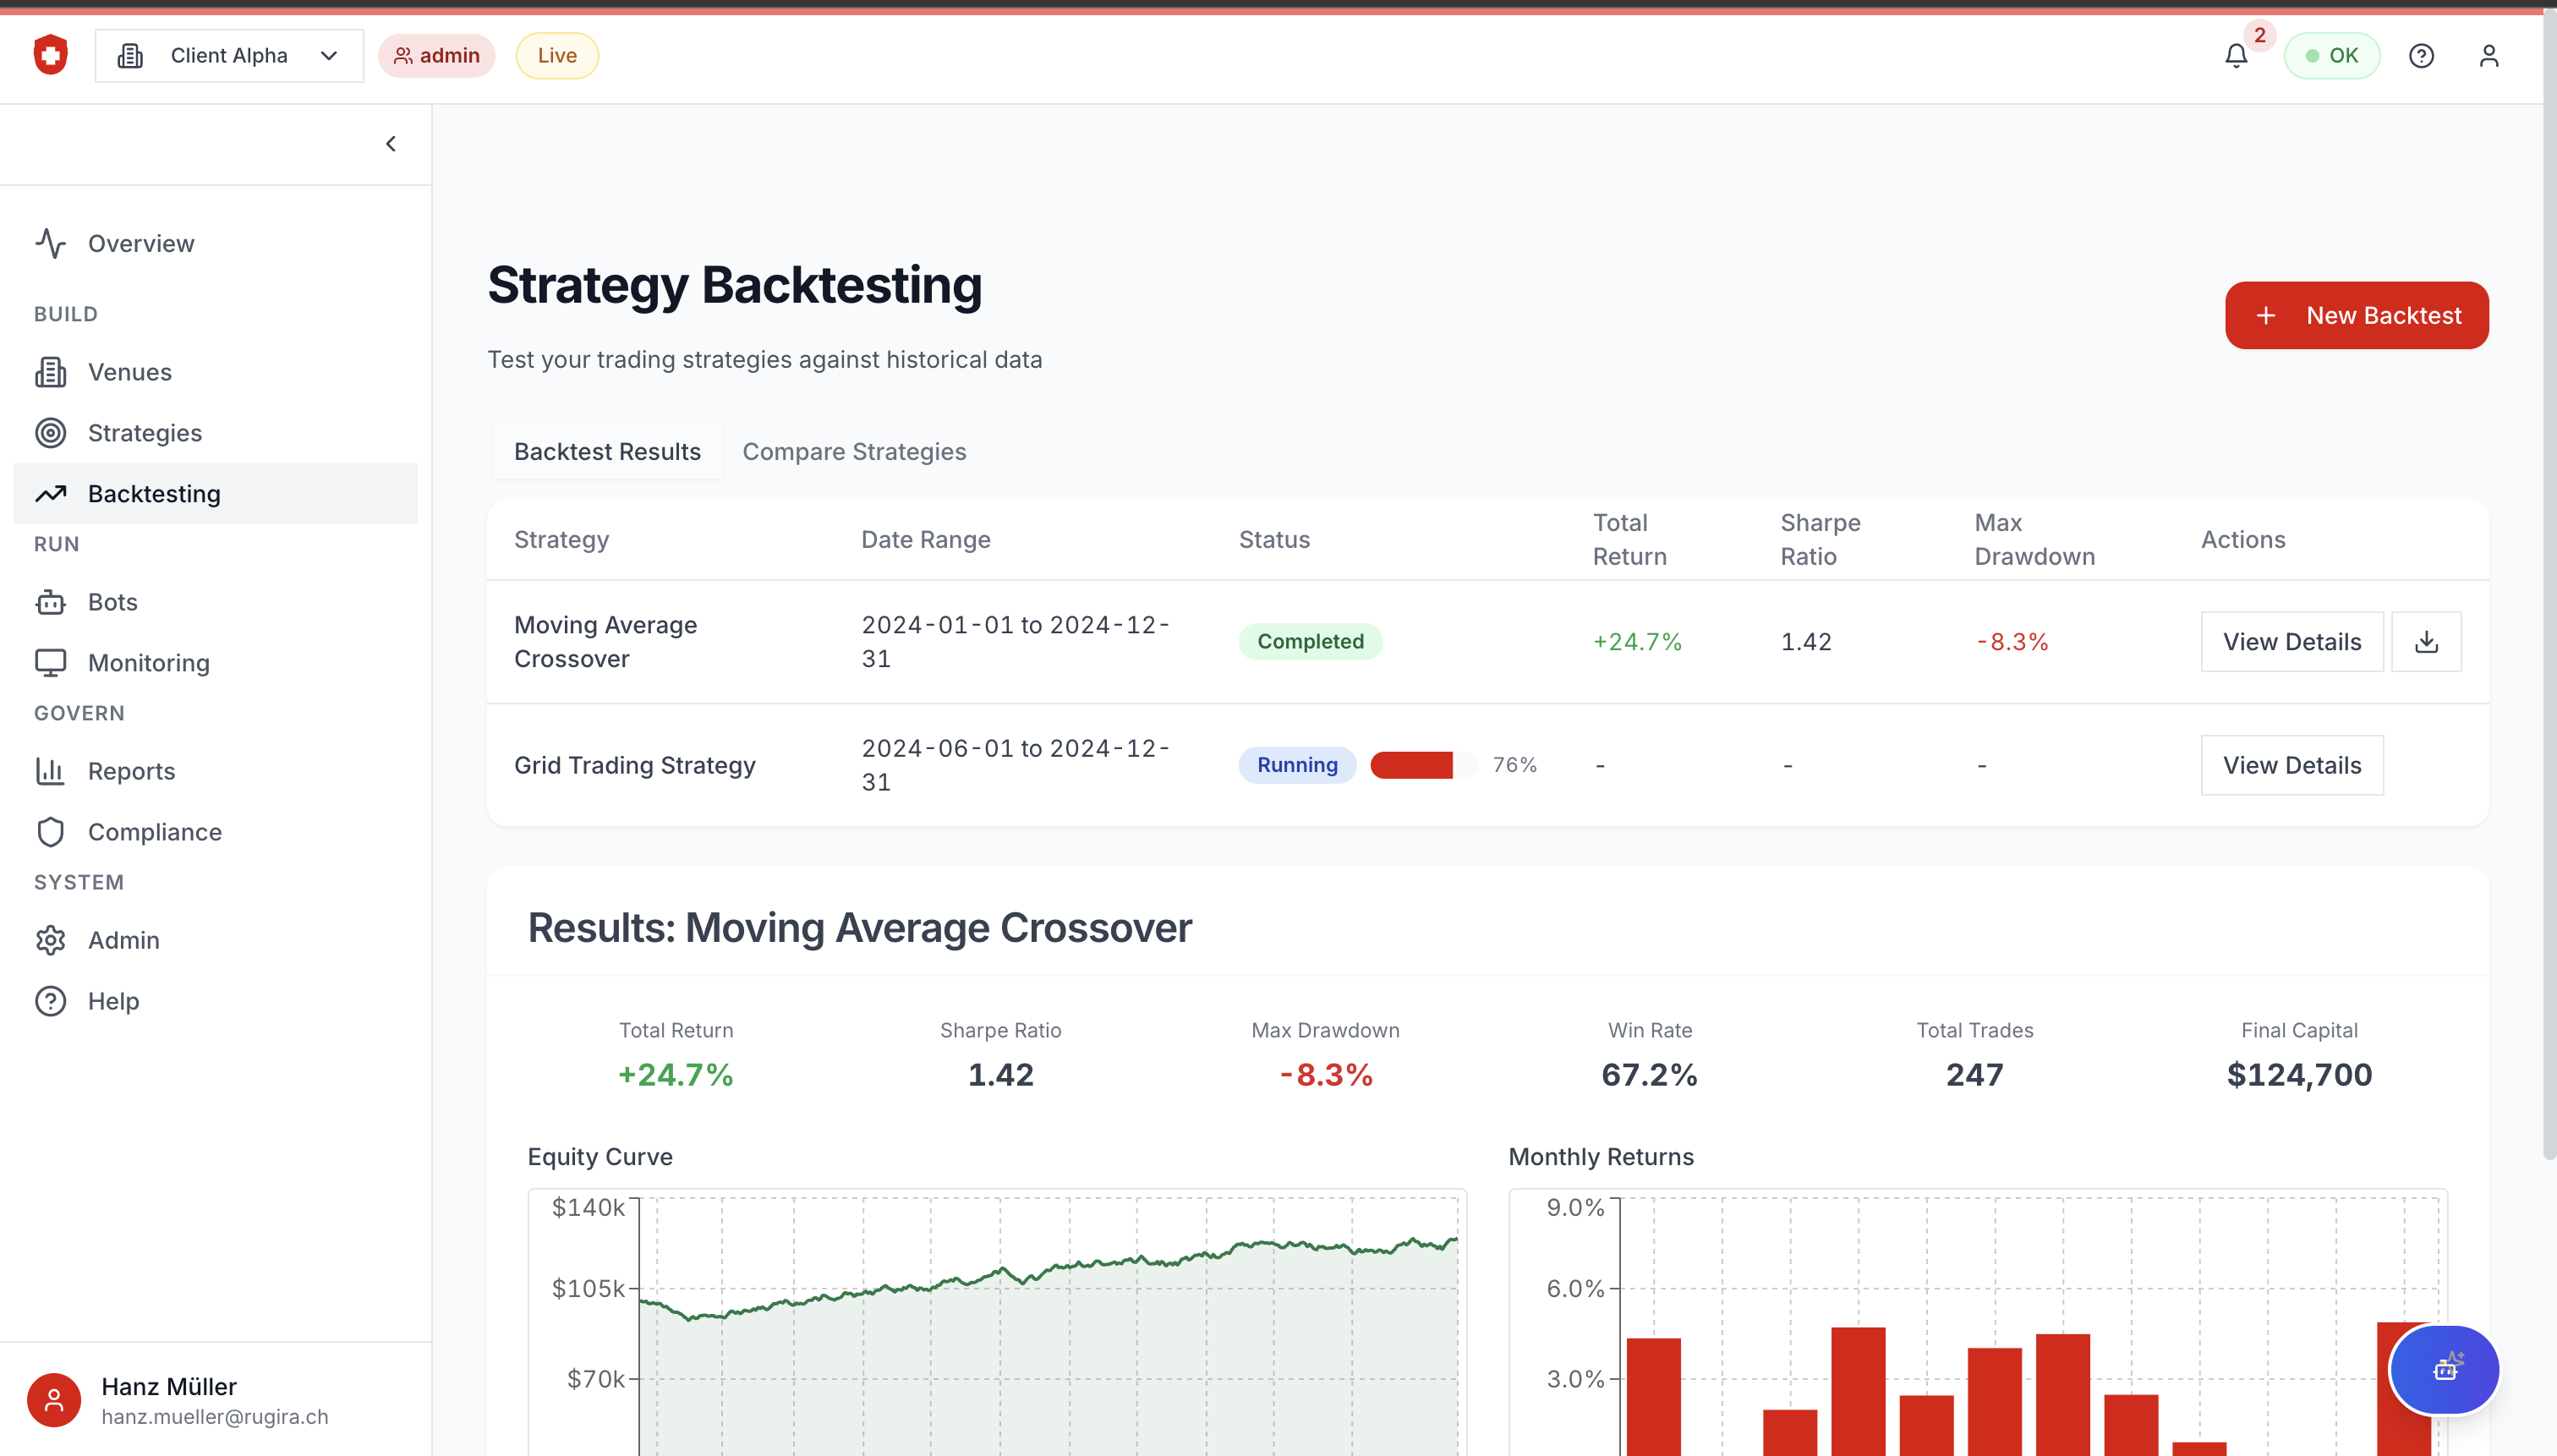 Client Alpha
admin
Live
2
OK
Overview
BUILD
Venues
Strategies
Backtesting
RUN
Bots
Monitoring
GOVERN
Reports
Compliance
SYSTEM
Admin
Help
Hanz Müller
hanz.mueller@rugira.ch
Strategy Backtesting
Test your trading strategies against historical data
New Backtest
Backtest Results Compare Strategies
Strategy Date Range Status Total Return Sharpe Ratio Max Drawdown Actions
Moving Average
Crossover
2024-01-01 to 2024-12-
31
Completed
+24.7%
1.42
-8.3%
View Details
Grid Trading Strategy
2024-06-01 to 2024-12-
31
Running
76%
-
-
-
View Details
Results: Moving Average Crossover
Total Return
+24.7%
Sharpe Ratio
1.42
Max Drawdown
-8.3%
Win Rate
67.2%
Total Trades
247
Final Capital
$124,700
Equity Curve
$140k
$105k
$70k
Monthly Returns
9.0%
6.0%
3.0%